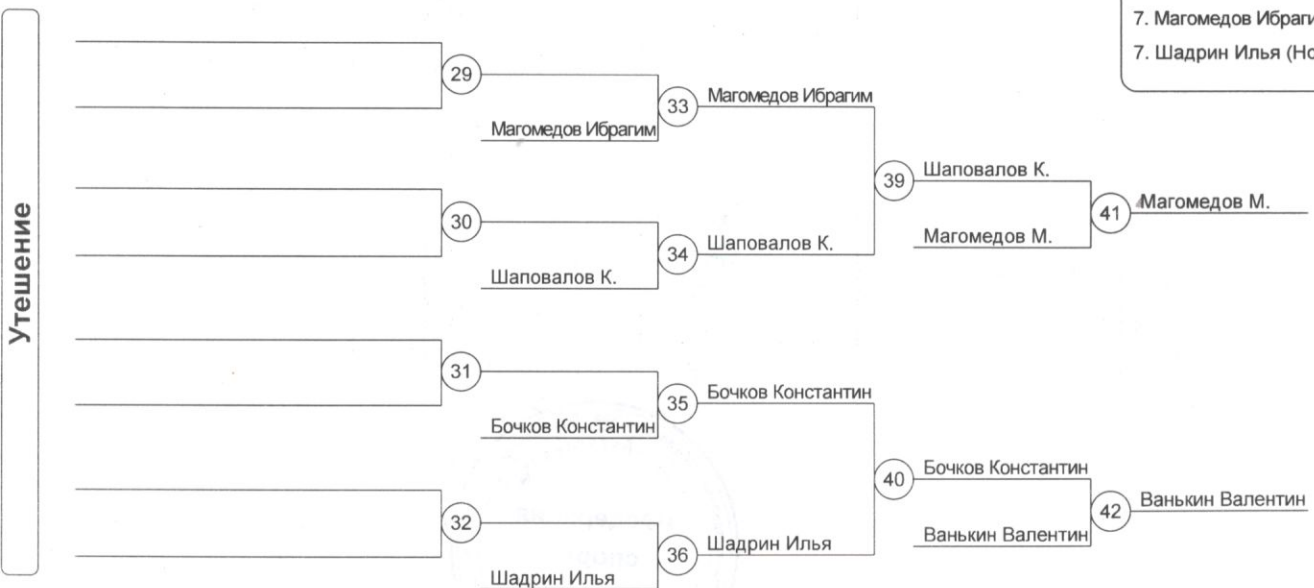 Утешение
7. Магомедов Ибраги
7. Шадрин Илья (Но
29
33
Магомедов Ибрагим
Магомедов Ибрагим
39
Шаповалов К.
41
Магомедов М.
30
34
Шаповалов К.
Магомедов М.
Шаповалов К.
31
35
Бочков Константин
Бочков Константин
40
Бочков Константин
42
Ванькин Валентин
32
36
Шадрин Илья
Ванькин Валентин
Шадрин Илья